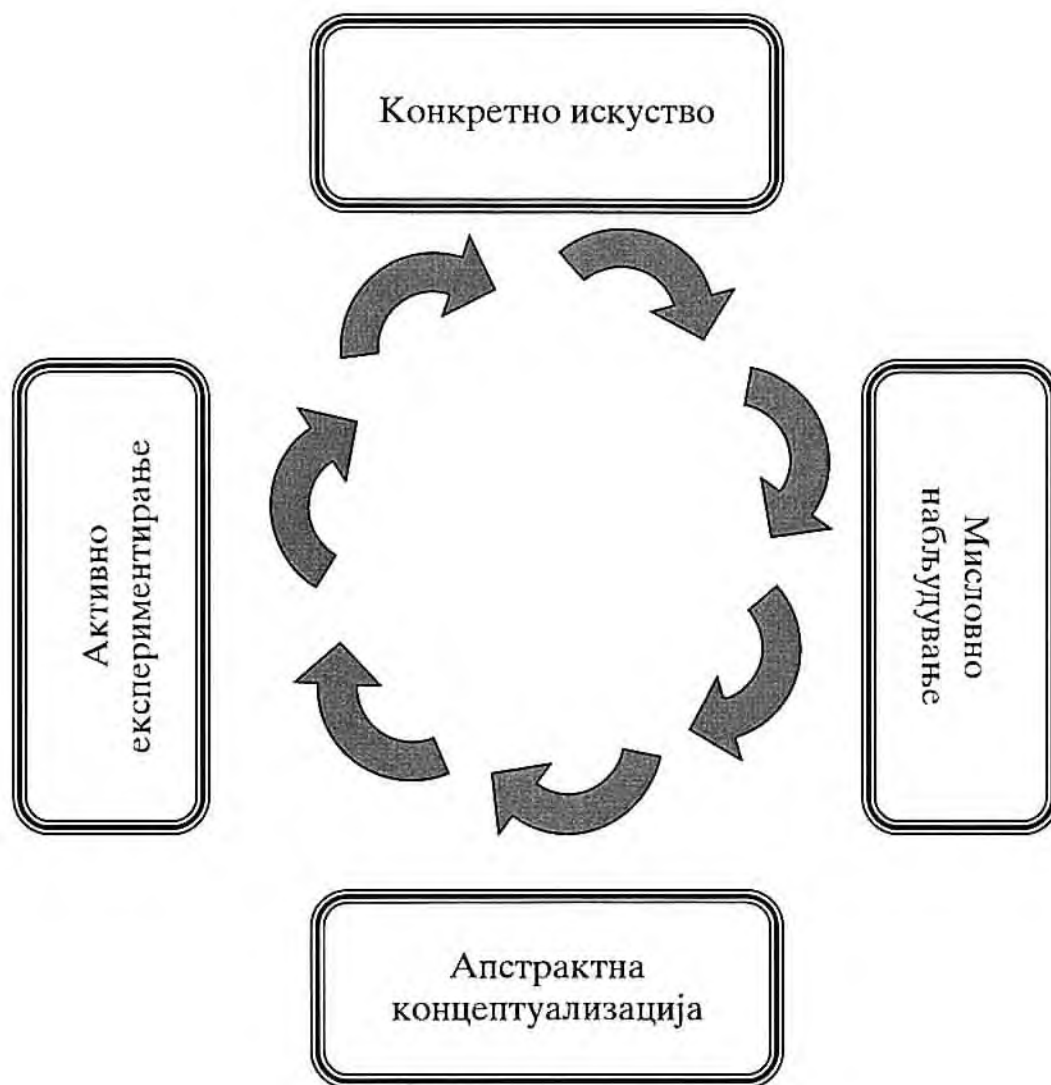 Конкретно искуство
Активно
експериментирање
Мисловно
набљудување
Апстрактна
концептуализација